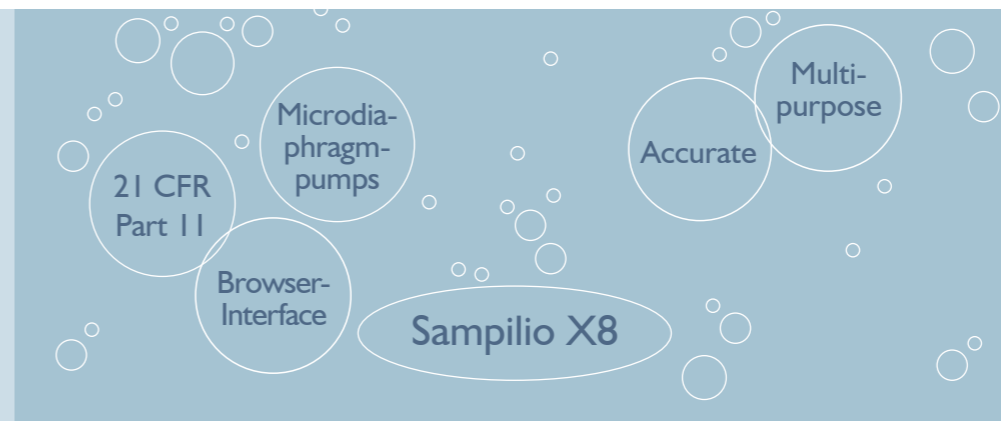 Multi-
purpose
Microdia-
phragm-
pumps
Accurate
21 CFR
Part 11
Browser-
Interface
Sampilio X8